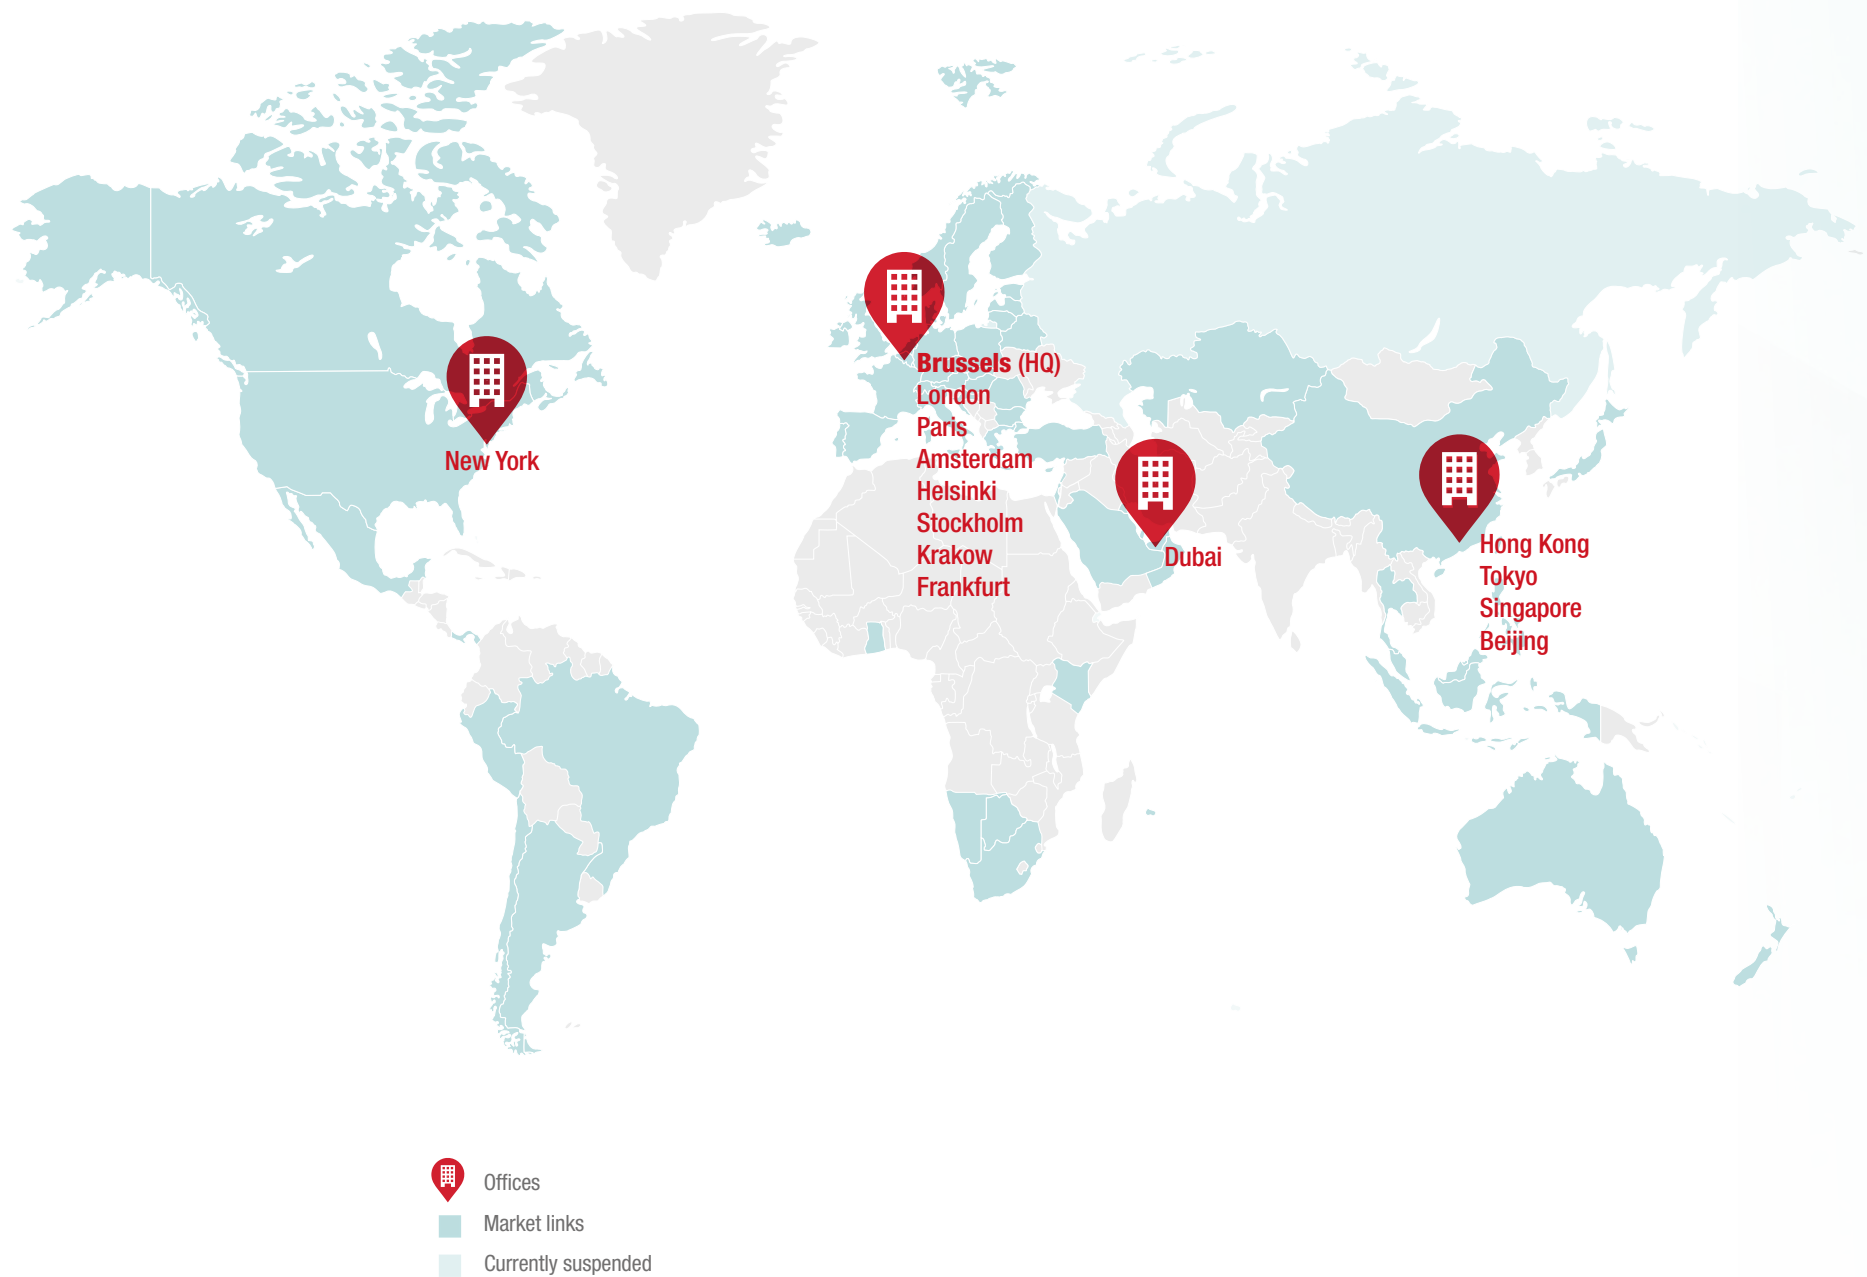 Brussels (HQ)
London
Paris
Amsterdam
Helsinki
Stockholm
Krakow
Frankfurt
New York
Dubai
Hong Kong
Tokyo
Singapore
Beijing
Offices
Market links
Currently suspended